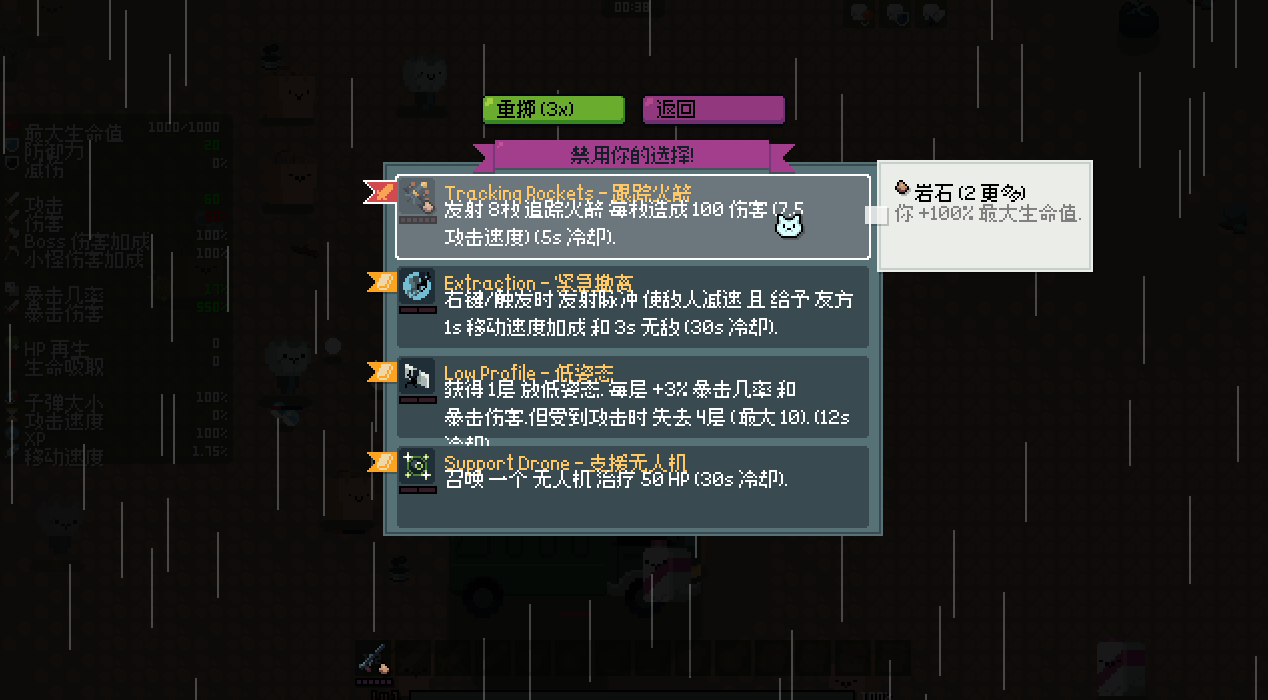 00:38
重掷 (3x)
返回
禁用你的选择!
Tracking Rockets - 跟踪火箭
发射 8枚 追踪火箭 每枚造成 100 伤害 (7.5
攻击速度) (5s 冷却).
岩石 (2 更多)
你 +100% 最大生命值.
Extraction - 紧急撤离
右键/触发时 发射脉冲 使敌人减速 且 给予 友方
1s 移动速度加成 和 3s 无敌 (30s 冷却).
Low Profile - 低姿态
获得 1层 放低姿态. 每层 +3% 暴击几率 和
暴击伤害.但受到攻击时 失去 4层 (最大 10). (12s
冷却).
Support Drone - 支援无人机
召唤 一个 无人机 治疗 50 HP (30s 冷却).
最大生命值 1000/1000
防御力 20
减伤 0%
攻击
伤害
Boss 伤害加成 100%
小怪伤害加成 100%
暴击几率
暴击伤害 550%
HP 再生 0
生命吸取 0
子弹大小 100%
攻击速度 0%
XP 100%
移动速度 1.75%